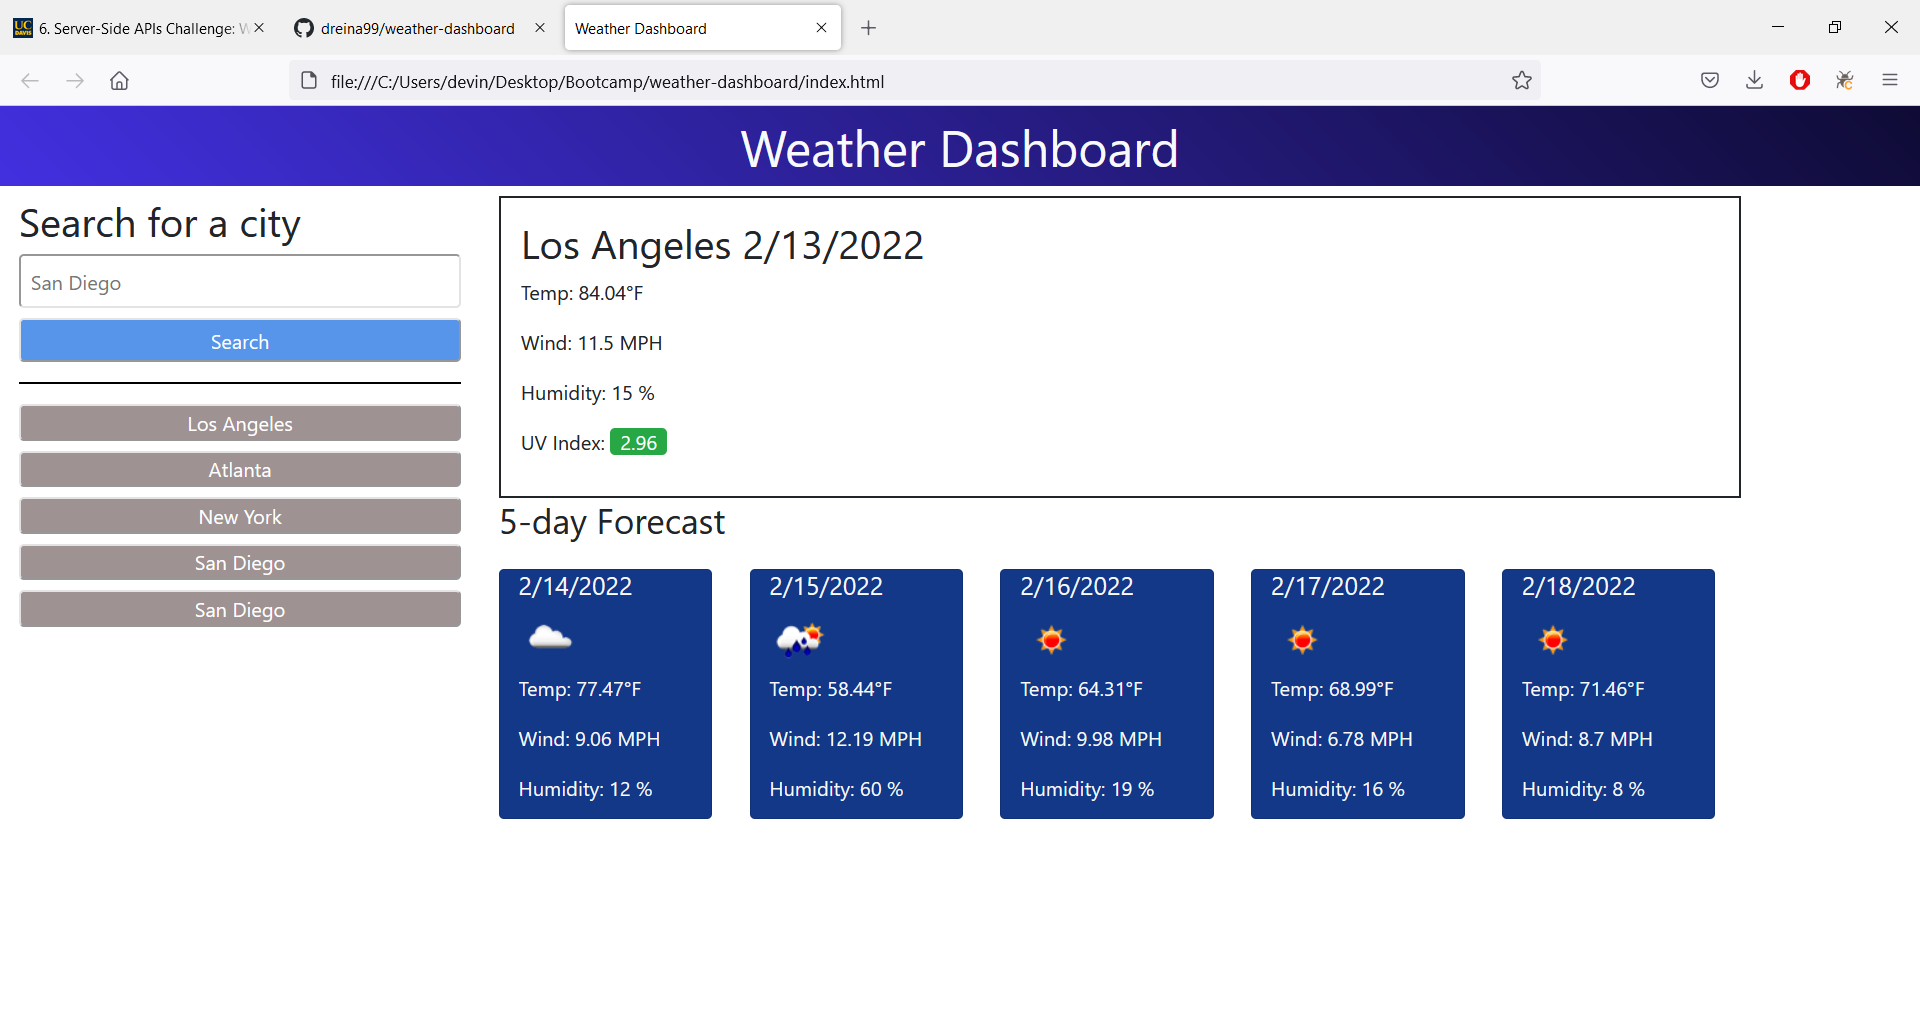 UC DAVIS 6. Server-Side APIs Challenge: W
dreina99/weather-dashboard
Weather Dashboard
file:///C:/Users/devin/Desktop/Bootcamp/weather-dashboard/index.html
Weather Dashboard
Search for a city
San Diego
Search
Los Angeles
Atlanta
New York
San Diego
San Diego
Los Angeles 2/13/2022
Temp: 84.04°F
Wind: 11.5 MPH
Humidity: 15 %
UV Index: 2.96
5-day Forecast
2/14/2022
Temp: 77.47°F
Wind: 9.06 MPH
Humidity: 12 %
2/15/2022
Temp: 58.44°F
Wind: 12.19 MPH
Humidity: 60 %
2/16/2022
Temp: 64.31°F
Wind: 9.98 MPH
Humidity: 19 %
2/17/2022
Temp: 68.99°F
Wind: 6.78 MPH
Humidity: 16 %
2/18/2022
Temp: 71.46°F
Wind: 8.7 MPH
Humidity: 8 %